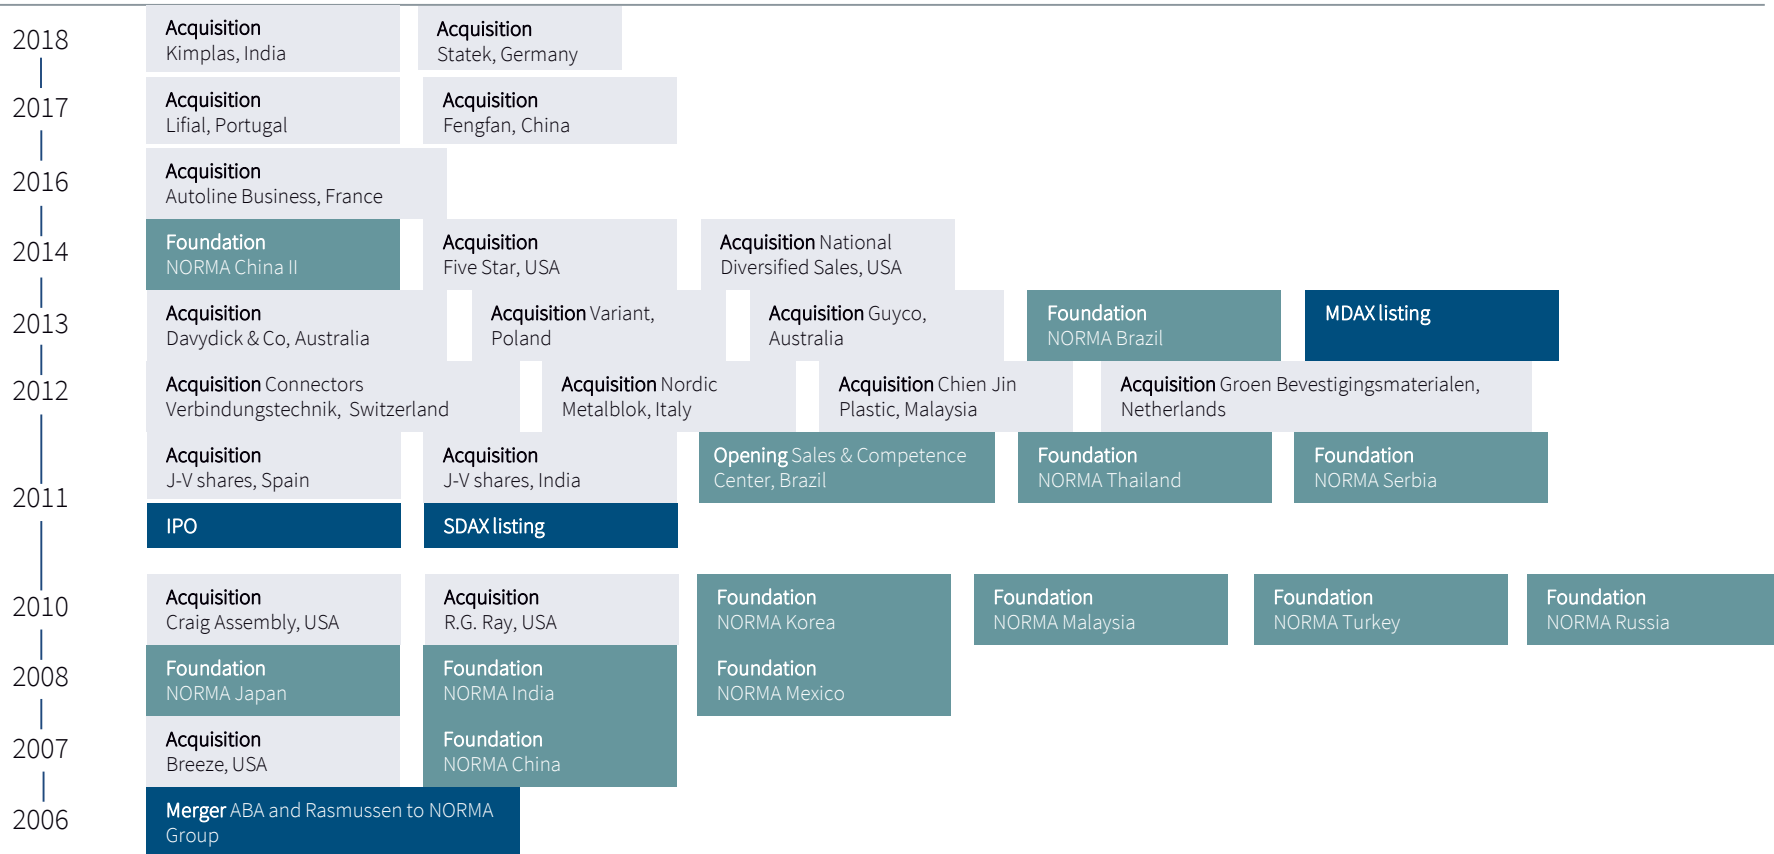 2018
Acquisition
Kimplas, India
Acquisition
Statek, Germany
2017
Acquisition
Lifial, Portugal
Acquisition
Fengfan, China
2016
Acquisition
Autoline Business, France
2014
Foundation
NORMA China II
Acquisition
Five Star, USA
Acquisition National
Diversified Sales, USA
2013
Acquisition
Davydick & Co, Australia
Acquisition Variant,
Poland
Acquisition Guyco,
Australia
Foundation
NORMA Brazil
MDAX listing
2012
Acquisition Connectors
Verbindungstechnik, Switzerland
Acquisition Nordic
Metalblok, Italy
Acquisition Chien Jin
Plastic, Malaysia
Acquisition Groen Bevestigingsmaterialen,
Netherlands
2011
Acquisition
J-V shares, Spain
Acquisition
J-V shares, India
Opening Sales & Competence
Center, Brazil
Foundation
NORMA Thailand
Foundation
NORMA Serbia
IPO
SDAX listing
2010
Acquisition
Craig Assembly, USA
Acquisition
R.G. Ray, USA
Foundation
NORMA Korea
Foundation
NORMA Malaysia
Foundation
NORMA Turkey
Foundation
NORMA Russia
2008
Foundation
NORMA Japan
Foundation
NORMA India
Foundation
NORMA Mexico
2007
Acquisition
Breeze, USA
Foundation
NORMA China
2006
Merger ABA and Rasmussen to NORMA
Group